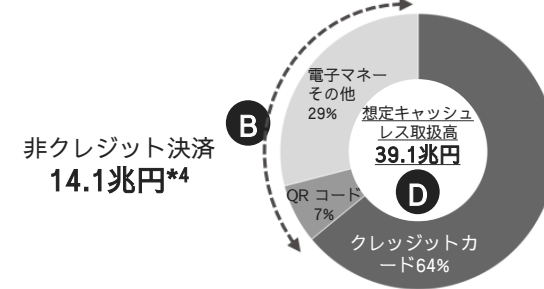 電子マネー
その他
29%
想定キャッシュ
レス取扱高
39.1兆円
B
非クレジット決済
14.1兆円*4
D
QR コード
7%
クレッジットカ
ード64%